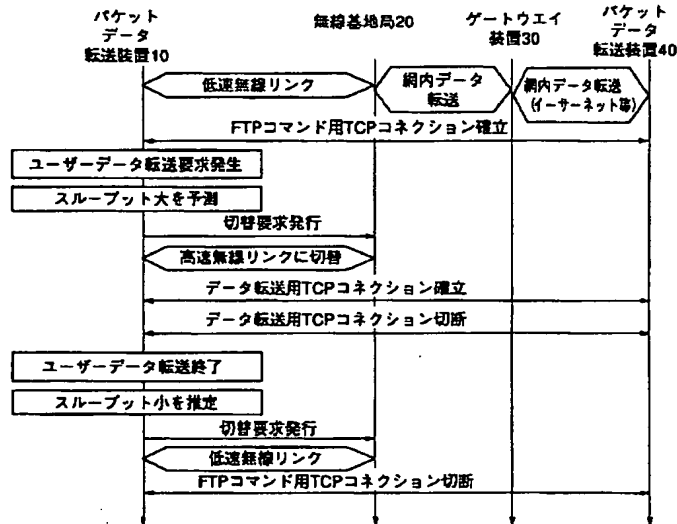 パケット
データ
転送装置10
無線基地局20
ゲートウエイ
装置30
パケット
データ
転送装置40
低速無線リンク
網内データ
転送
網内データ転送
(イーサーネット等)
FTPコマンド用TCPコネクション確立
ユーザーデータ転送要求発生
スループット大を予測
切替要求発行
高速無線リンクに切替
データ転送用TCPコネクション確立
データ転送用TCPコネクション切断
ユーザーデータ転送終了
スループット小を推定
切替要求発行
低速無線リンク
FTPコマンド用TCPコネクション切断